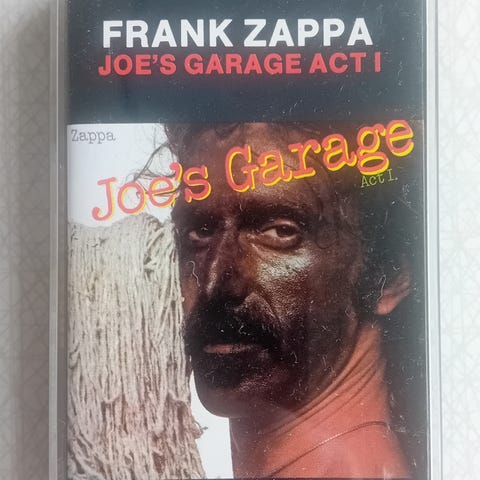 FRANK ZAPPA
JOE'S GARAGE ACT I
Zappa
Joe's Garage
Act I.